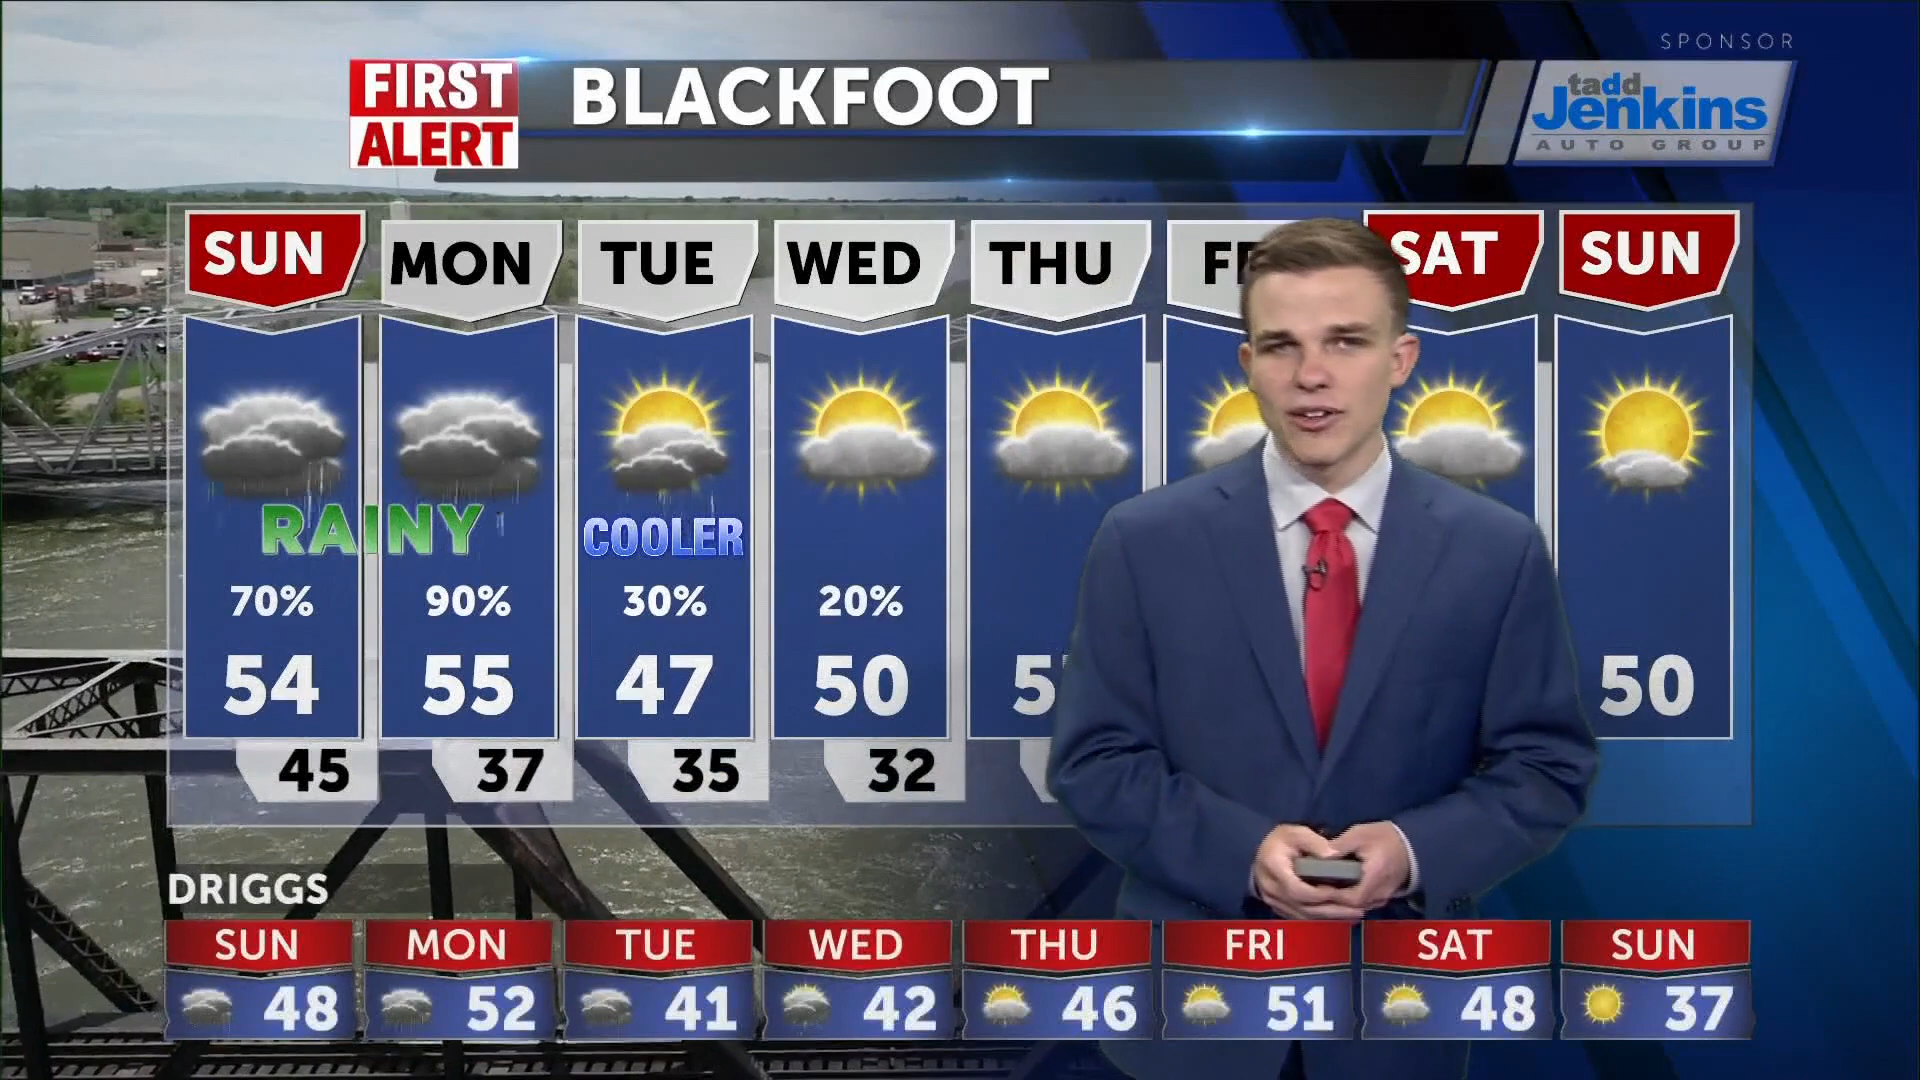 SPONSOR
FIRST
ALERT
BLACKFOOT
tadd
Jenkins
AUTO GROUP
SUN MON TUE WED THU SAT SUN
RAINY COOLER
70% 90% 30% 20%
54 55 47 50 50
45 37 35 32
DRIGGS
SUN MON TUE WED THU FRI SAT SUN
48 52 41 42 46 51 48 37